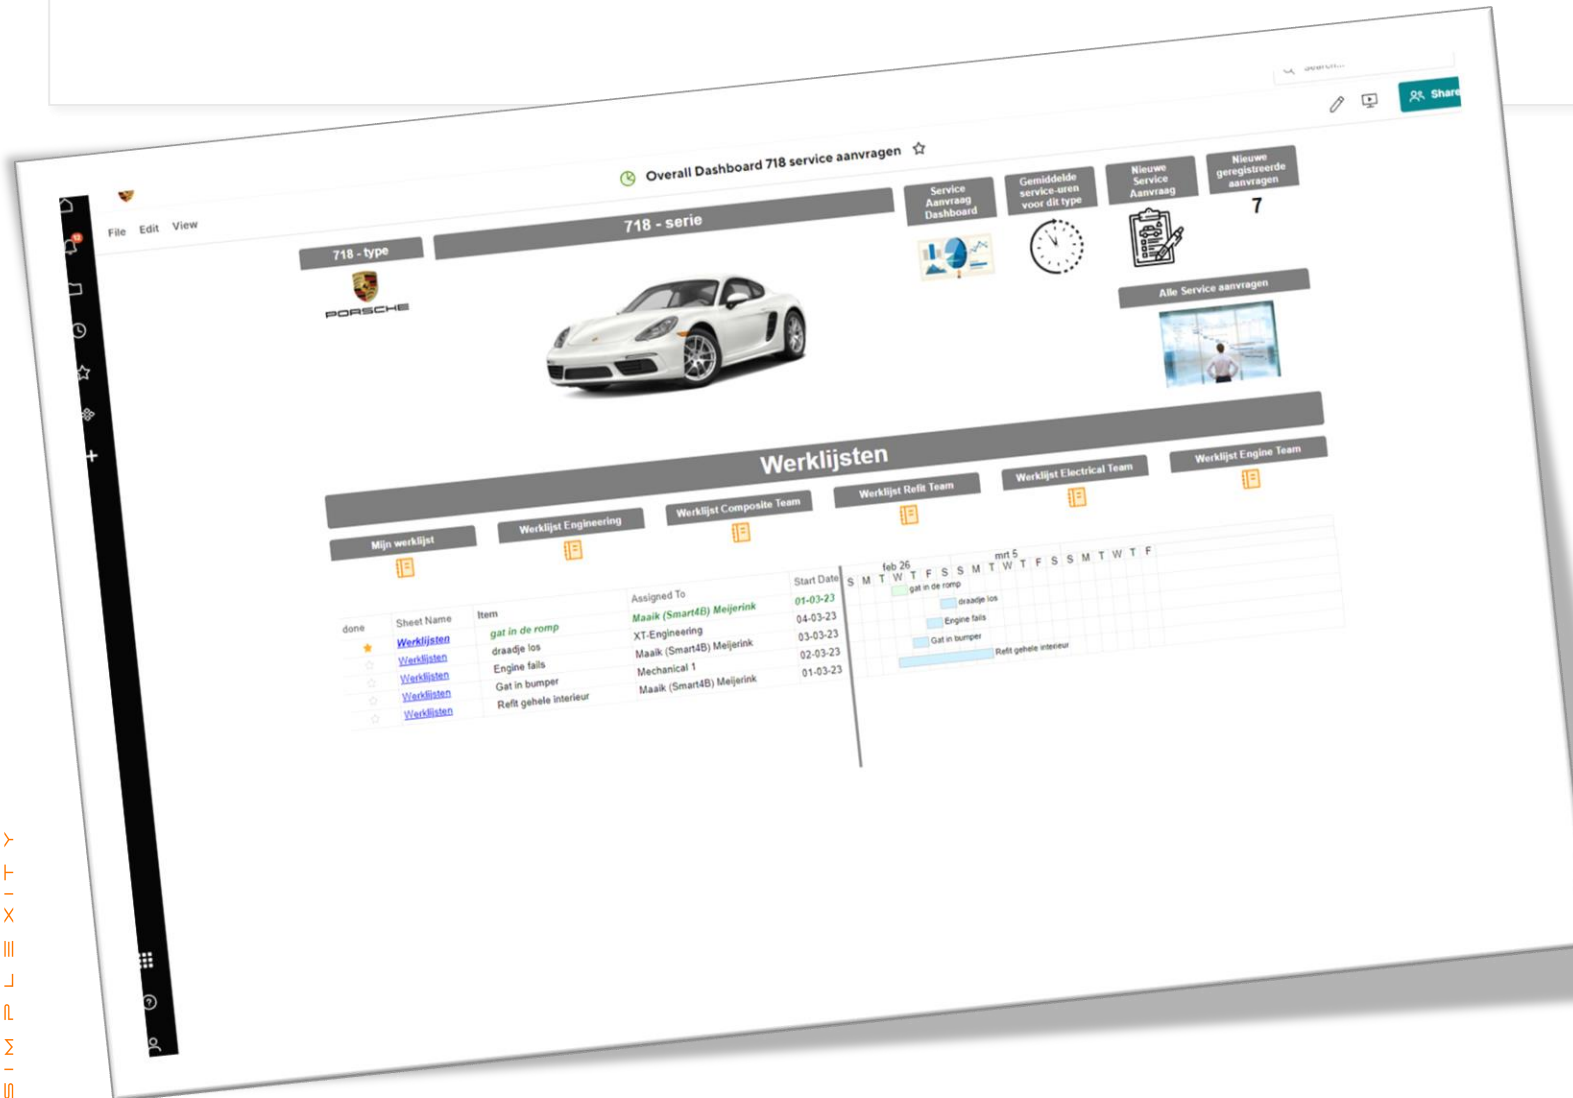 Search...
Share
Overall Dashboard 718 service aanvragen
File Edit View
12
718 - type
718 - serie
Service
Aanvraag
Dashboard
Gemiddelde
service-uren
voor dit type
Nieuwe
Service
Aanvraag
Nieuwe
geregistreerde
aanvragen
7
PORSCHE
Alle Service aanvragen
Werklijsten
Mijn werklijst
Werklijst Engineering
Werklijst Composite Team
Werklijst Refit Team
Werklijst Electrical Team
Werklijst Engine Team
feb 26 mrt 5
S M T W T F S S M T W T F S S M T W T F
done Sheet Name Item Assigned To Start Date
Werklijsten gat in de romp Maaik (Smart4B) Meijerink 01-03-23 gat in de romp
Werklijsten draadje los XT-Engineering 04-03-23 draadje los
Werklijsten Engine fails Maaik (Smart4B) Meijerink 03-03-23 Engine fails
Werklijsten Gat in bumper Mechanical 1 02-03-23 Gat in bumper
Werklijsten Refit gehele interieur Maaik (Smart4B) Meijerink 01-03-23 Refit gehele interieur
SIMPLEXITY